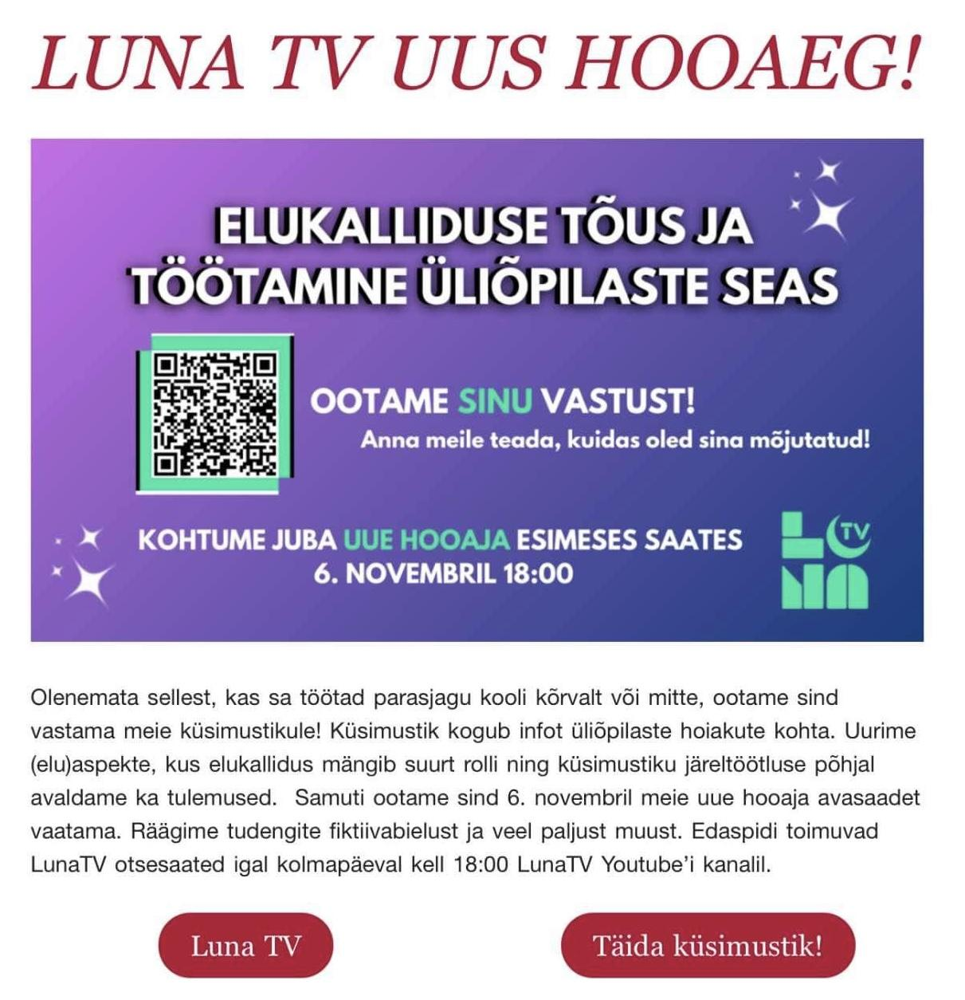 LUNA TV UUS HOOAEG!
ELUKALLIDUSE TÕUS JA
TÖÖTAMINE ÜLIÕPILASTE SEAS
OOTAME SINU VASTUST!
Anna meile teada, kuidas oled sina mõjutatud!
KOHTUME JUBA UUE HOOAJA ESIMESES SAATES
6. NOVEMBRIL 18:00
LUNA TV
Olenemata sellest, kas sa töötad parasjagu kooli kõrvalt või mitte, ootame sind
vastama meie küsimustikule! Küsimustik kogub infot üliõpilaste hoiakute kohta. Uurime
(elu)aspekte, kus elukallidus mängib suurt rolli ning küsimustiku järeltöötluse põhjal
avaldame ka tulemused. Samuti ootame sind 6. novembril meie uue hooaja avasaadet
vaatama. Räägime tudengite fiktiivabielust ja veel paljust muust. Edaspidi toimuvad
LunaTV otsesaated igal kolmapäeval kell 18:00 LunaTV Youtube’i kanalil.
Luna TV
Täida küsimustik!